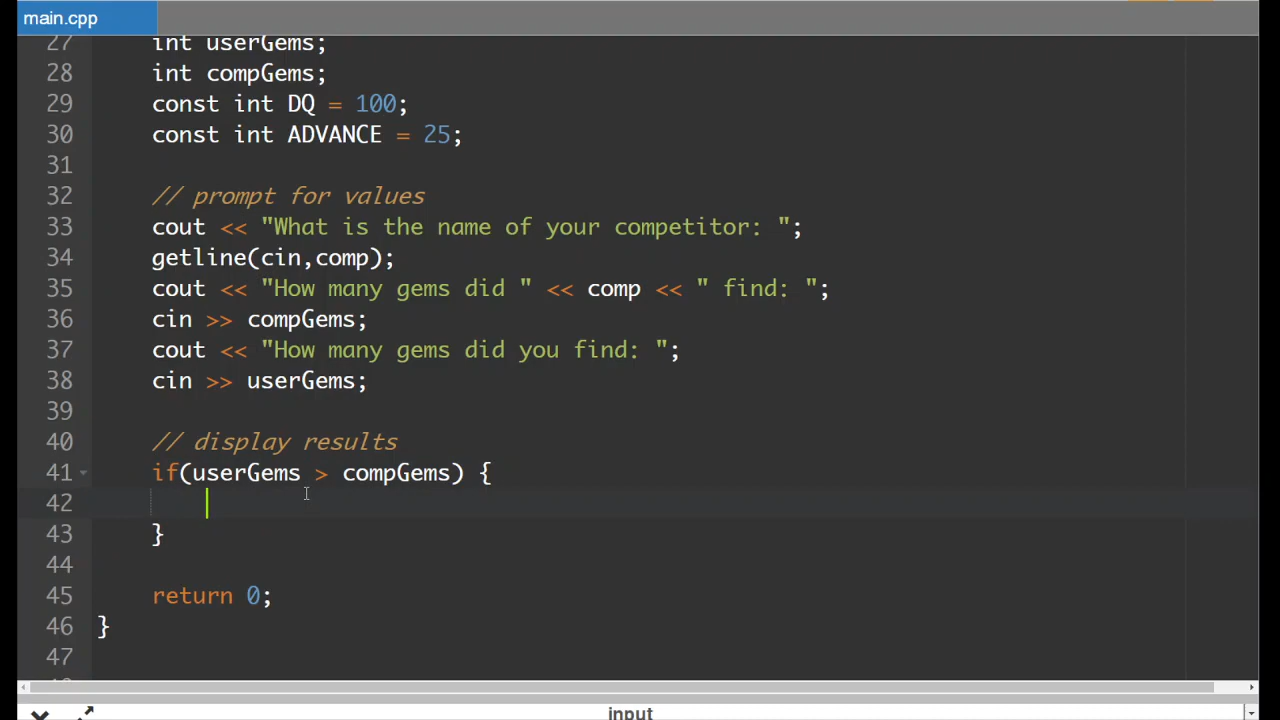 main.cpp
27 int userGems;
28 int compGems;
29 const int DQ = 100;
30 const int ADVANCE = 25;
31
32 // prompt for values
33 cout << "What is the name of your competitor: ";
34 getline(cin,comp);
35 cout << "How many gems did " << comp << " find: ";
36 cin >> compGems;
37 cout << "How many gems did you find: ";
38 cin >> userGems;
39
40 // display results
41 if(userGems > compGems) {
42
43 }
44
45 return 0;
46 }
47
input